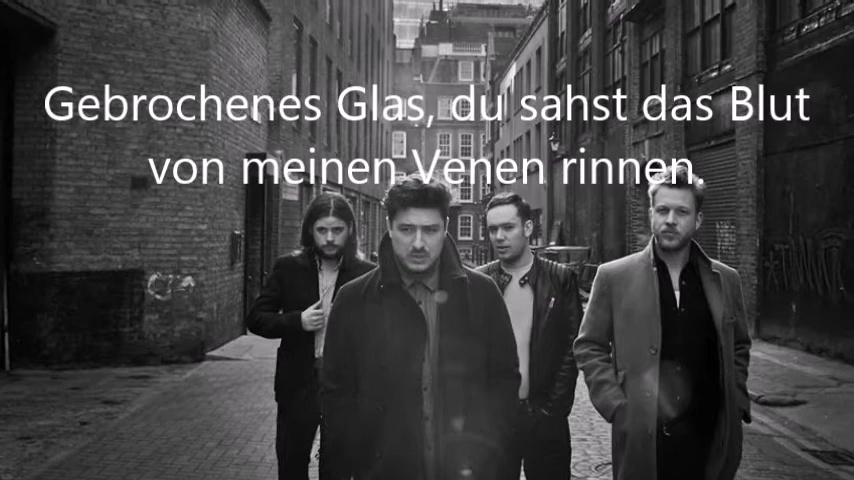 Gebrochenes Glas, du sahst das Blut
von meinen Venen rinnen.